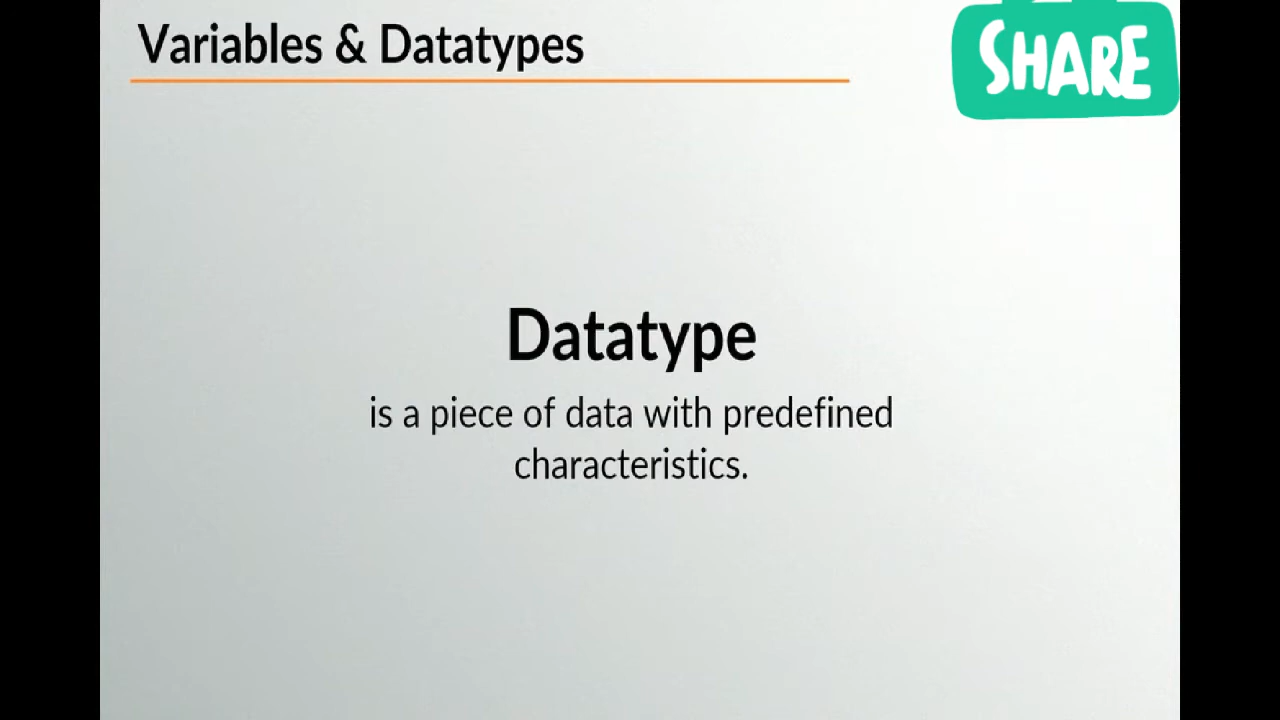 Variables & Datatypes
SHARE
Datatype
is a piece of data with predefined
characteristics.